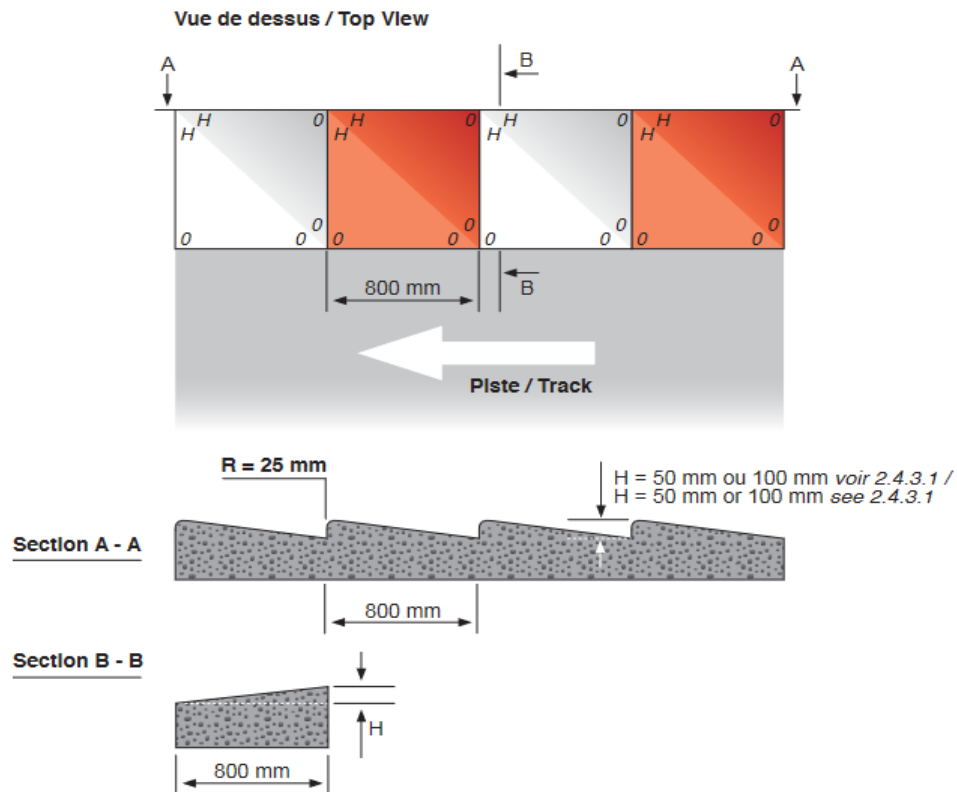 Vue de dessus / Top View
A
B
A
H
0
H
0
H
0
H
0
H
H
H
H
0
0
0
0
0
0
0
0
0
0
0
0
800 mm
B
Piste / Track
R = 25 mm
H = 50 mm ou 100 mm voir 2.4.3.1 /
H = 50 mm or 100 mm see 2.4.3.1
Section A - A
800 mm
Section B - B
H
800 mm